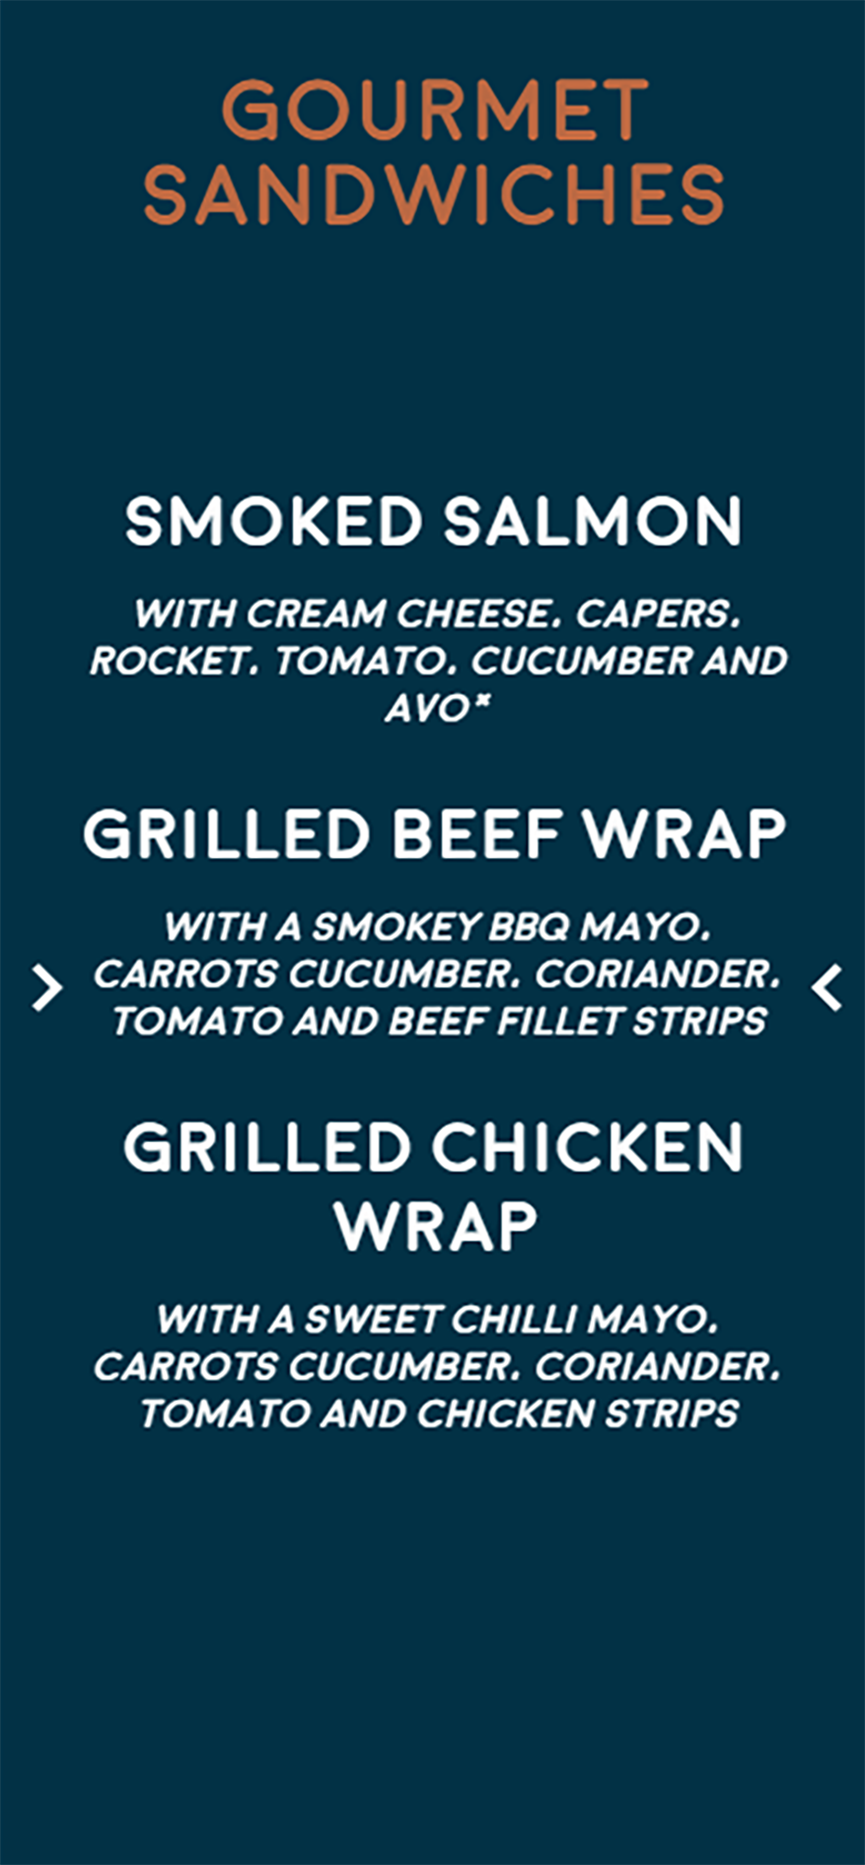 GOURMET
SANDWICHES
SMOKED SALMON
WITH CREAM CHEESE. CAPERS.
ROCKET. TOMATO. CUCUMBER AND
AVO*
GRILLED BEEF WRAP
WITH A SMOKEY BBQ MAYO.
CARROTS CUCUMBER. CORIANDER.
TOMATO AND BEEF FILLET STRIPS
GRILLED CHICKEN
WRAP
WITH A SWEET CHILLI MAYO.
CARROTS CUCUMBER. CORIANDER.
TOMATO AND CHICKEN STRIPS